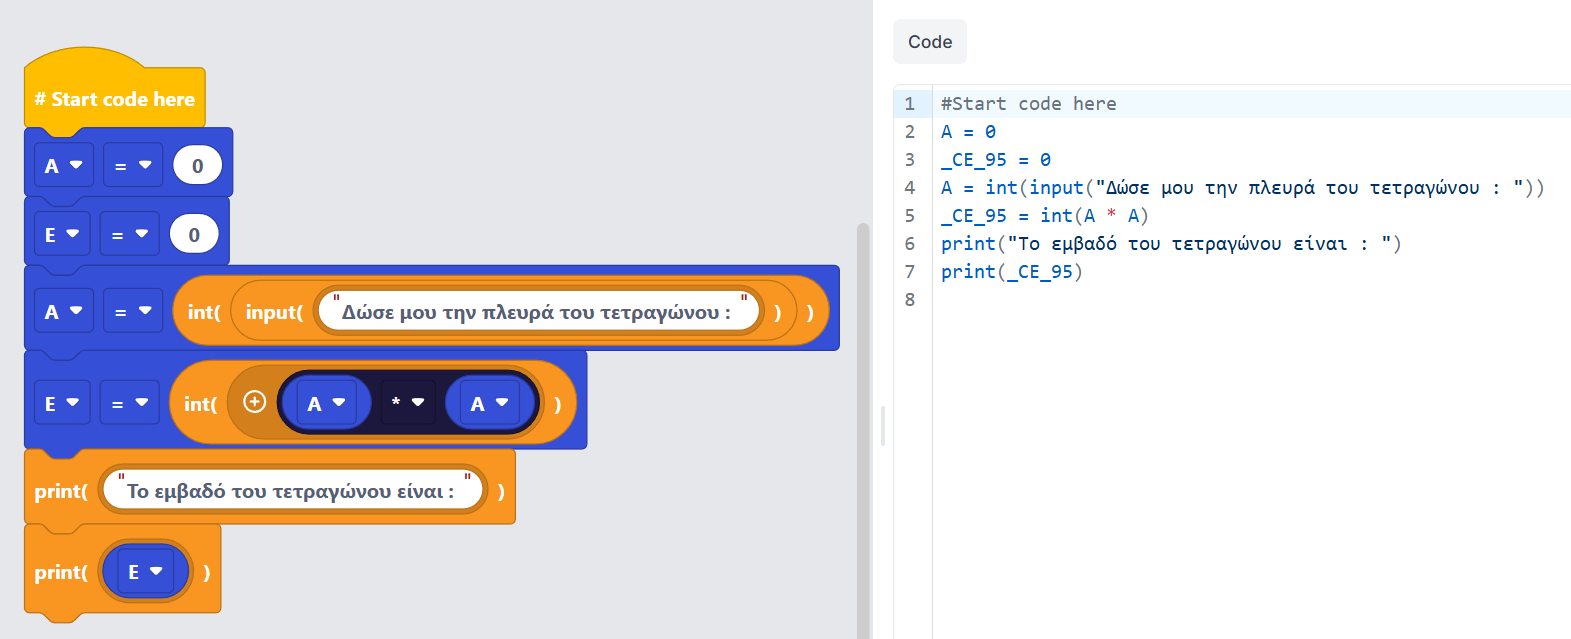 # Start code here
A = 0
E = 0
A = int( input( "Δώσε μου την πλευρά του τετραγώνου : " ) )
E = int( A * A )
print( "Το εμβαδό του τετραγώνου είναι : " )
print( E )
Code
1 #Start code here
2 A = 0
3 _CE_95 = 0
4 A = int(input("Δώσε μου την πλευρά του τετραγώνου : "))
5 _CE_95 = int(A * A)
6 print("Το εμβαδό του τετραγώνου είναι : ")
7 print(_CE_95)
8